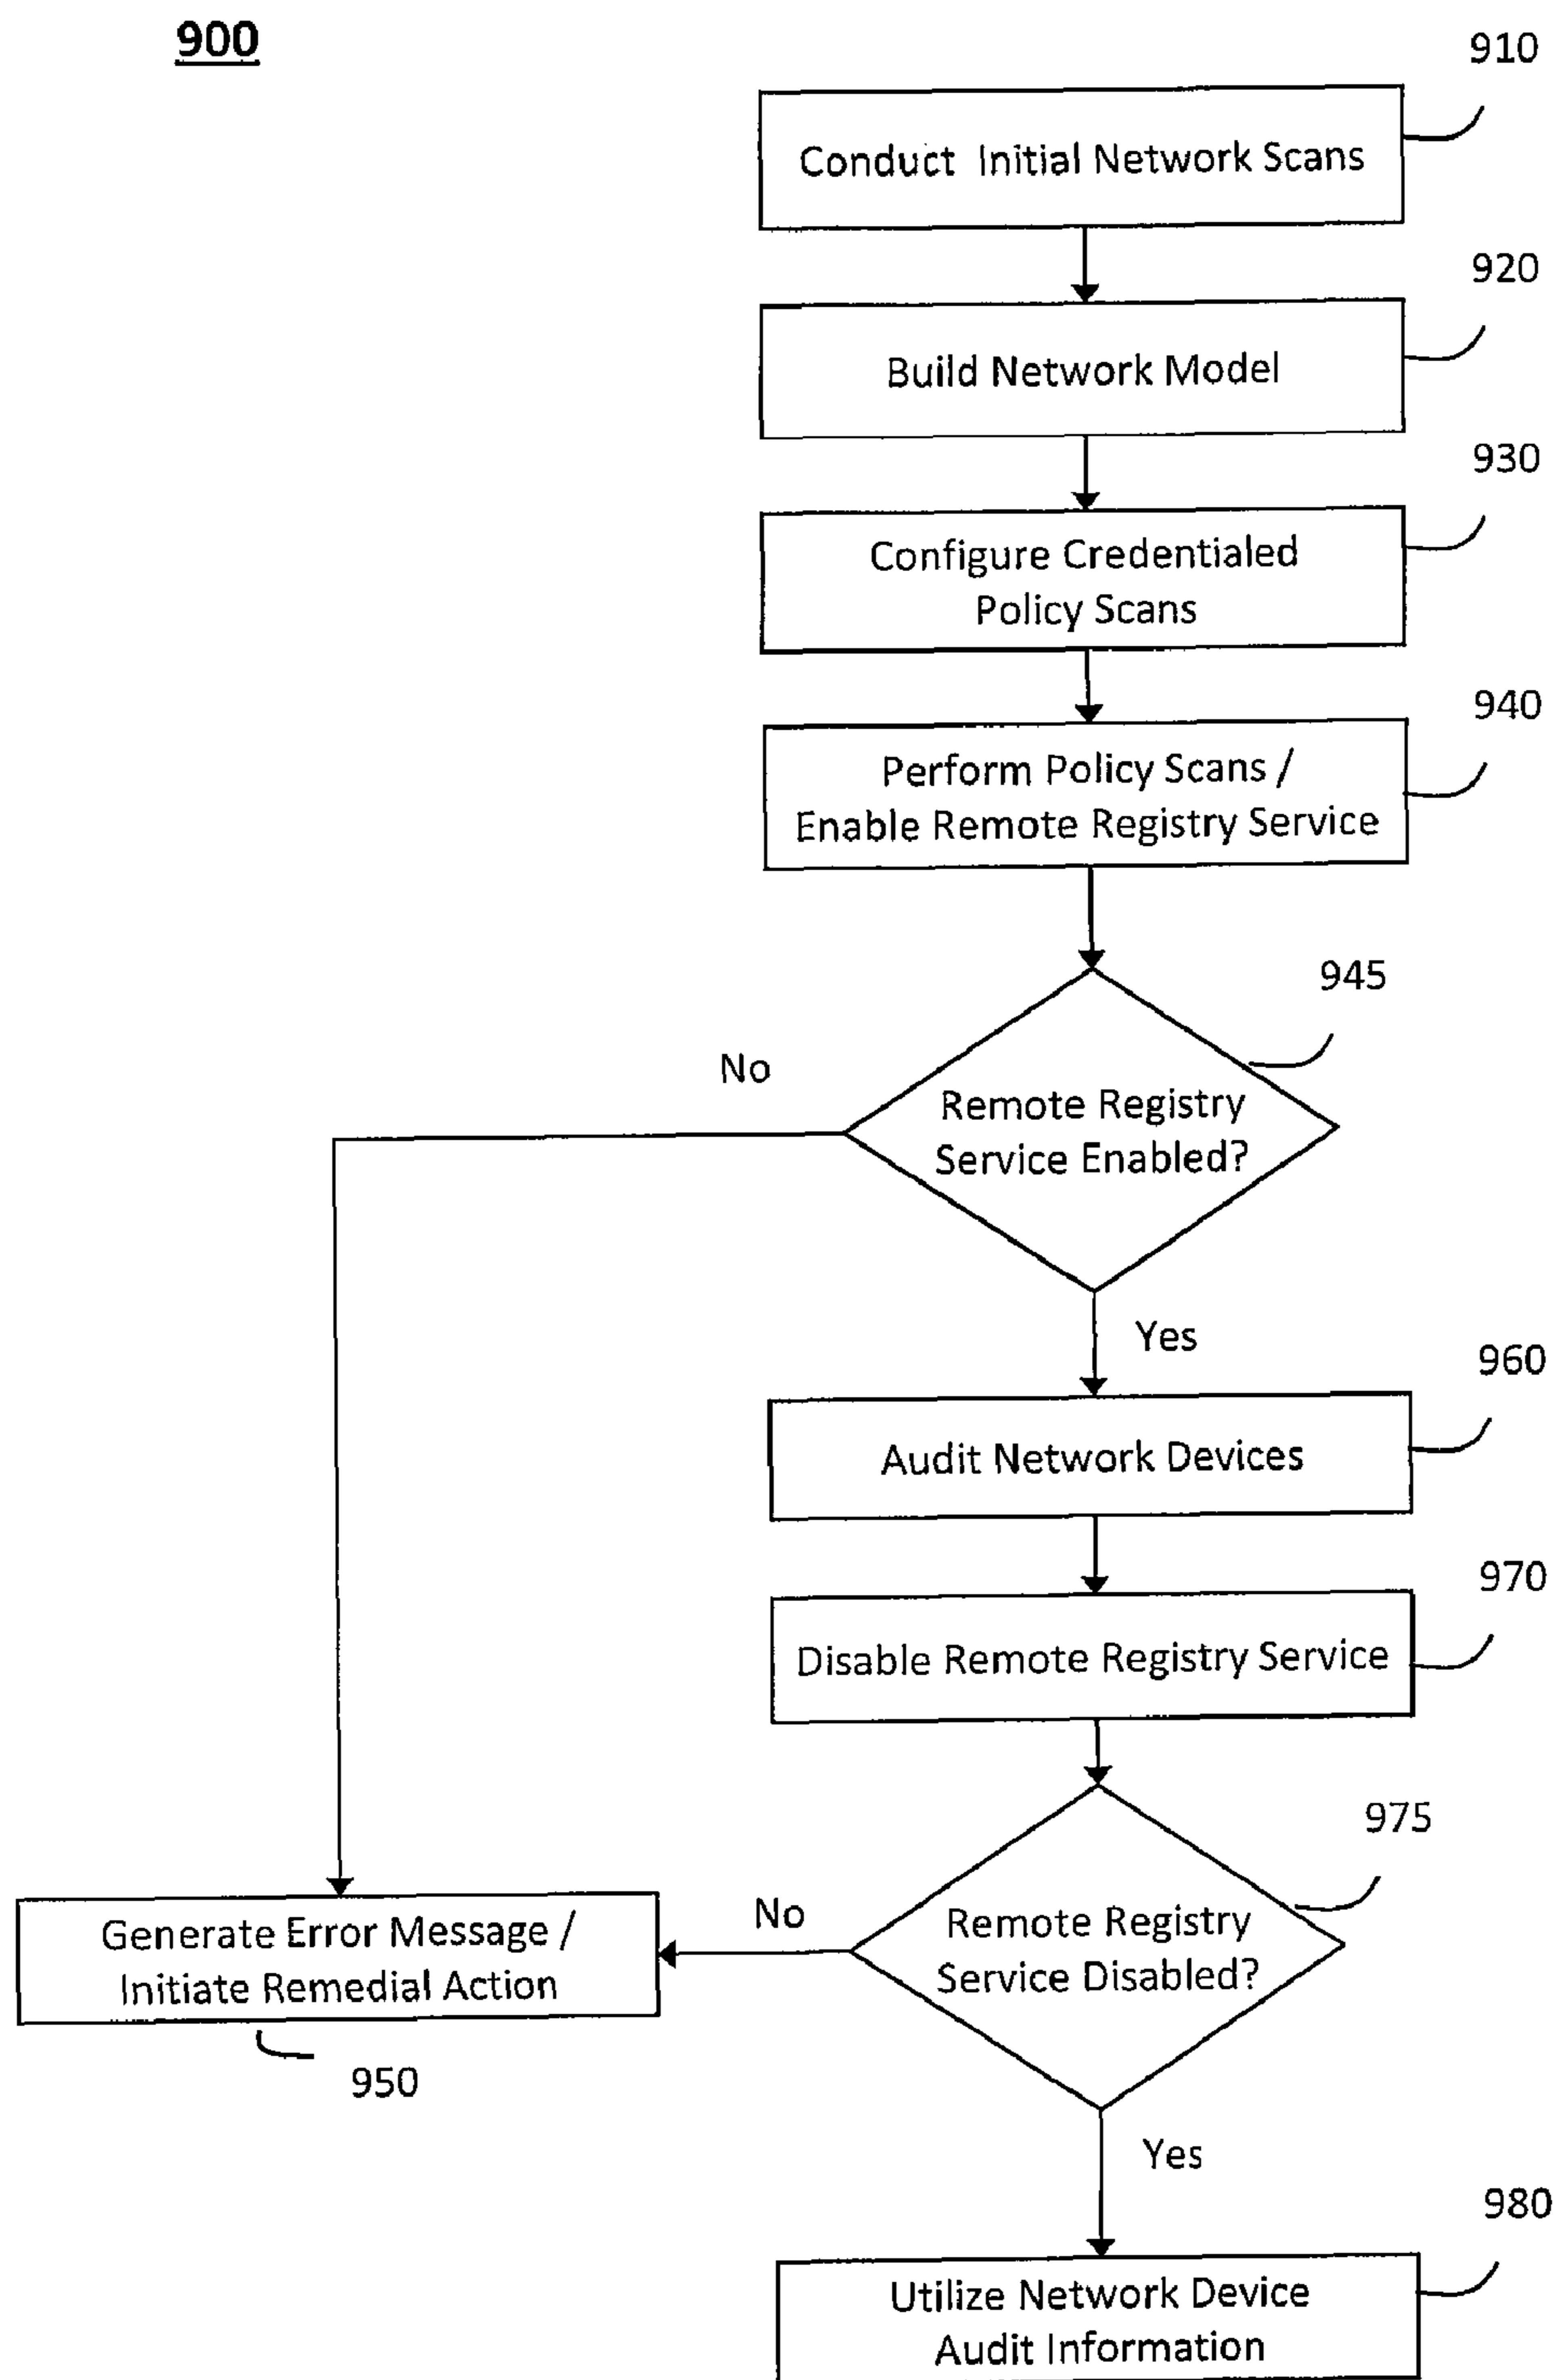 900
910
Conduct Initial Network Scans
920
Build Network Model
930
Configure Credentialed
Policy Scans
940
Perform Policy Scans /
Enable Remote Registry Service
945
No
Remote Registry
Service Enabled?
Yes
960
Audit Network Devices
970
Disable Remote Registry Service
975
No
Remote Registry
Service Disabled?
Generate Error Message /
Initiate Remedial Action
950
Yes
980
Utilize Network Device
Audit Information